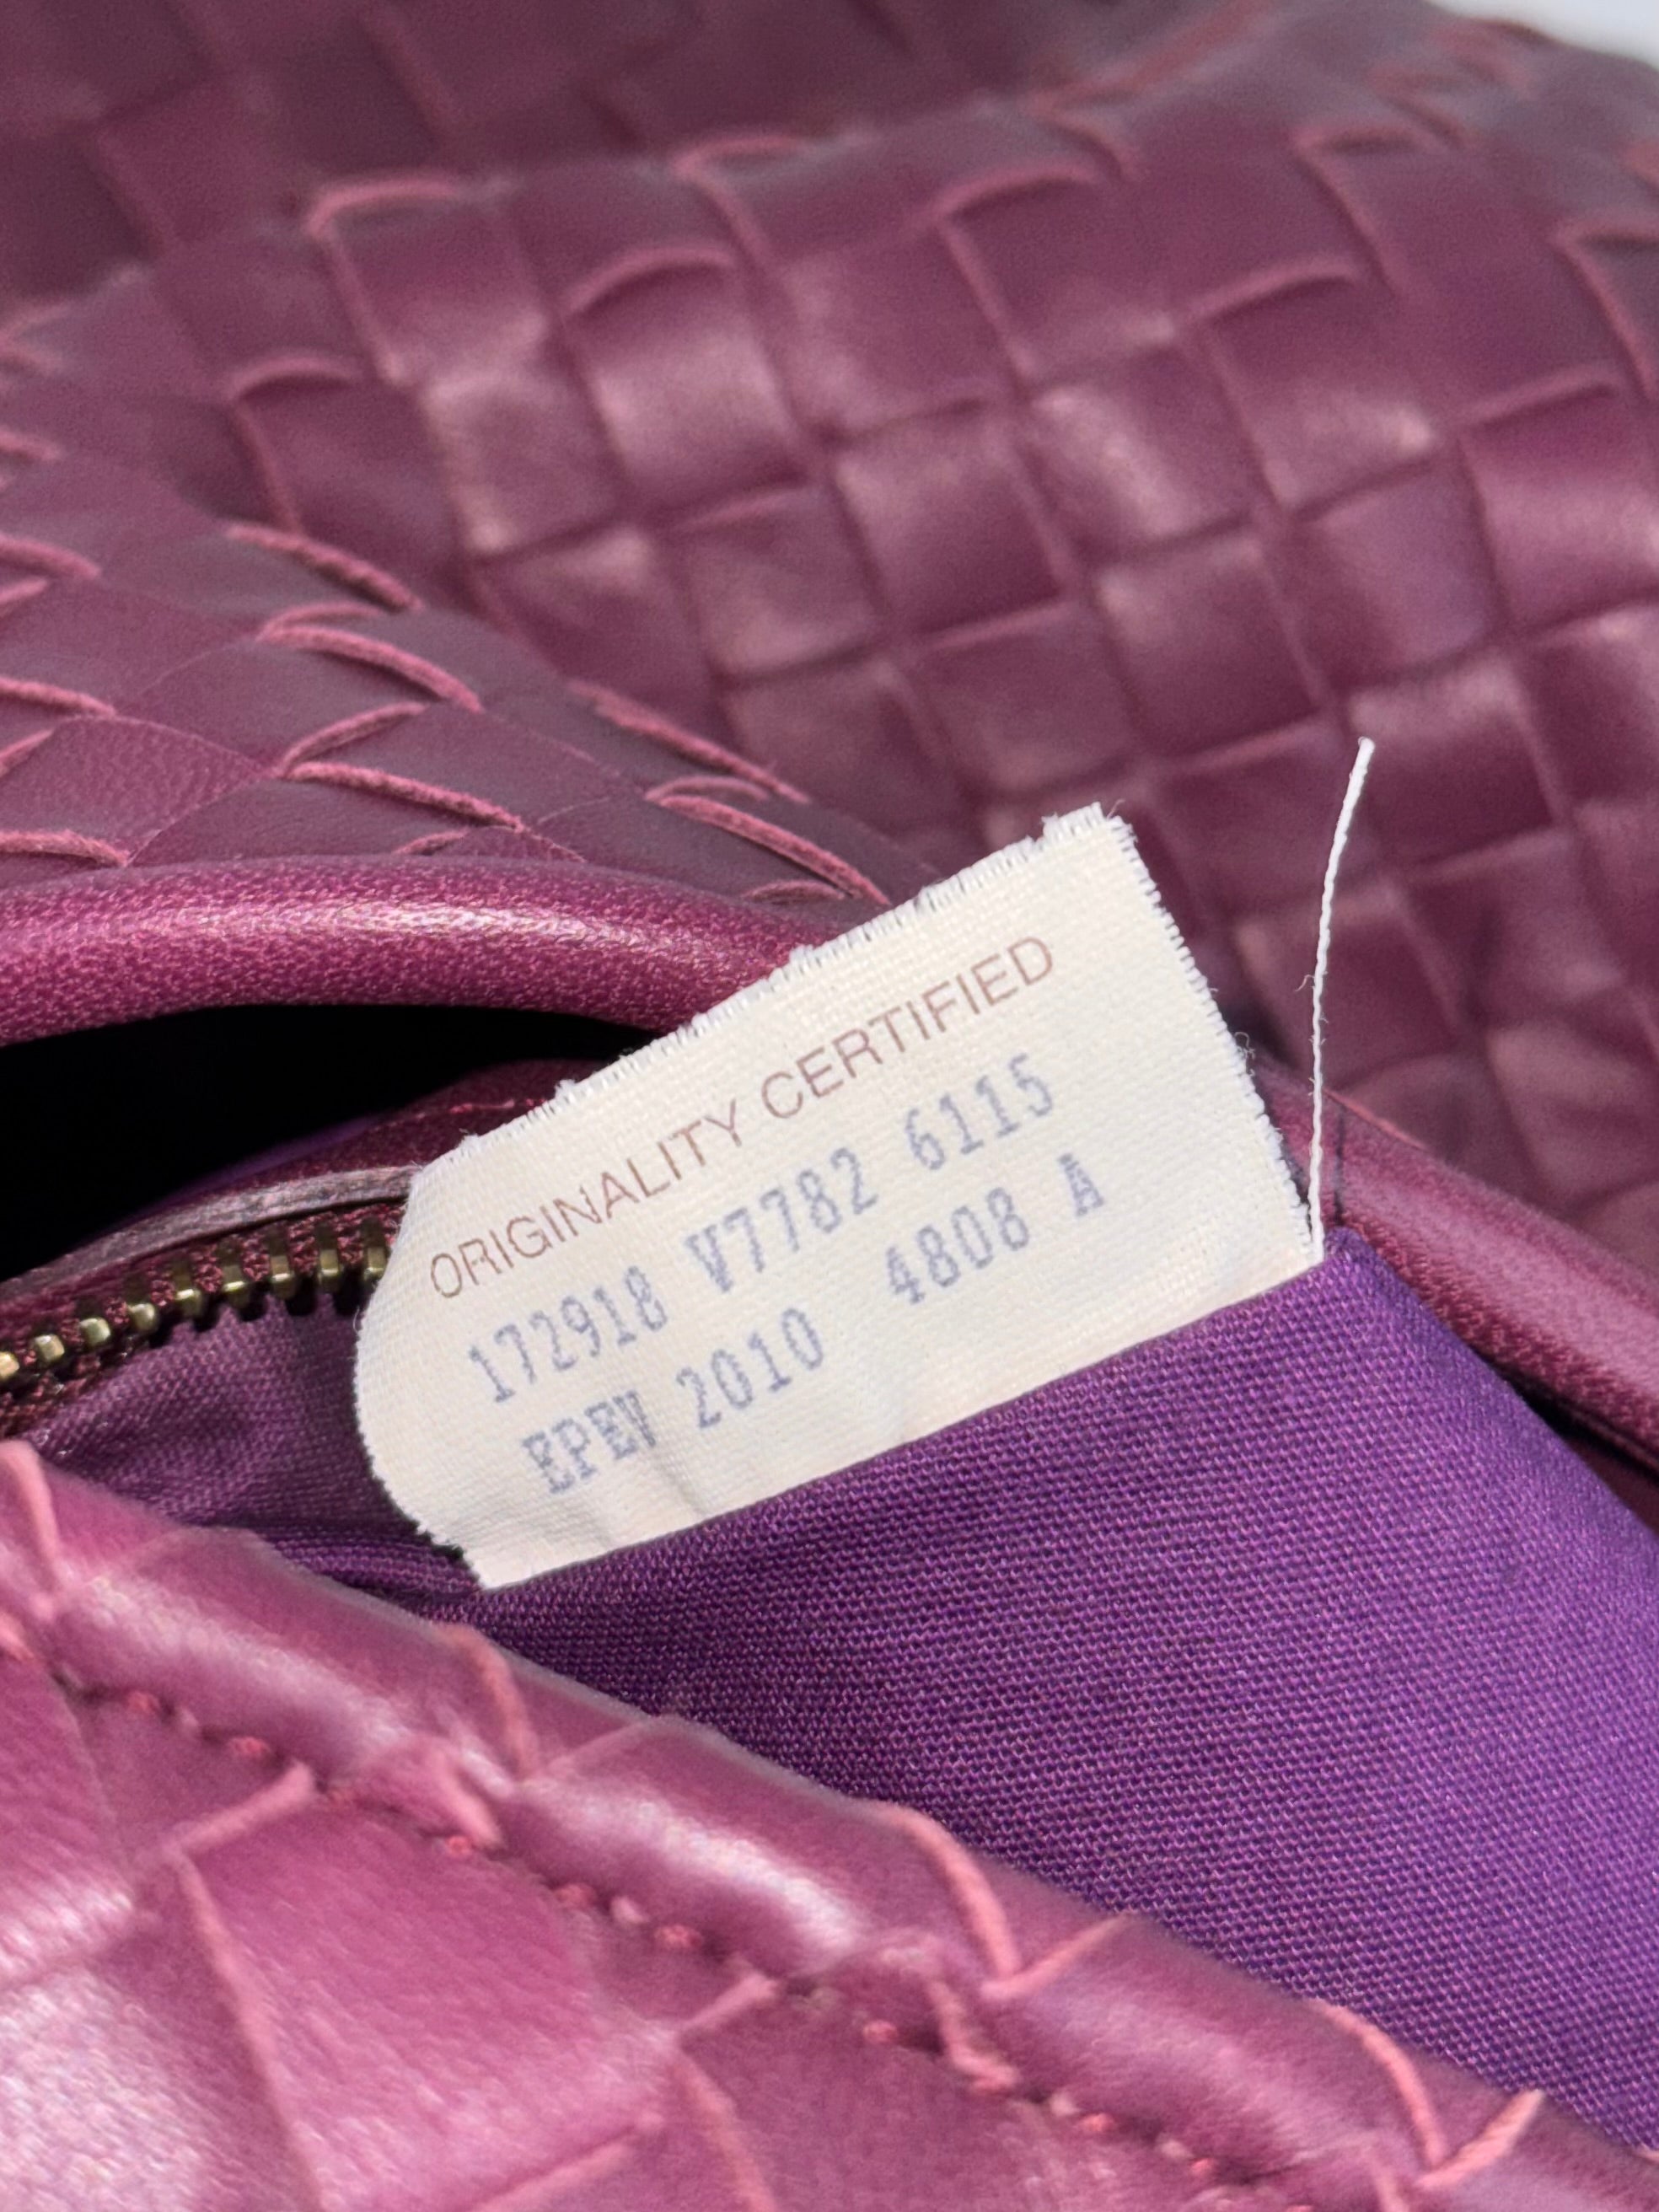 ORIGINALITY CERTIFIED
172918 V7782 6115
EPEV 2010 4808 A